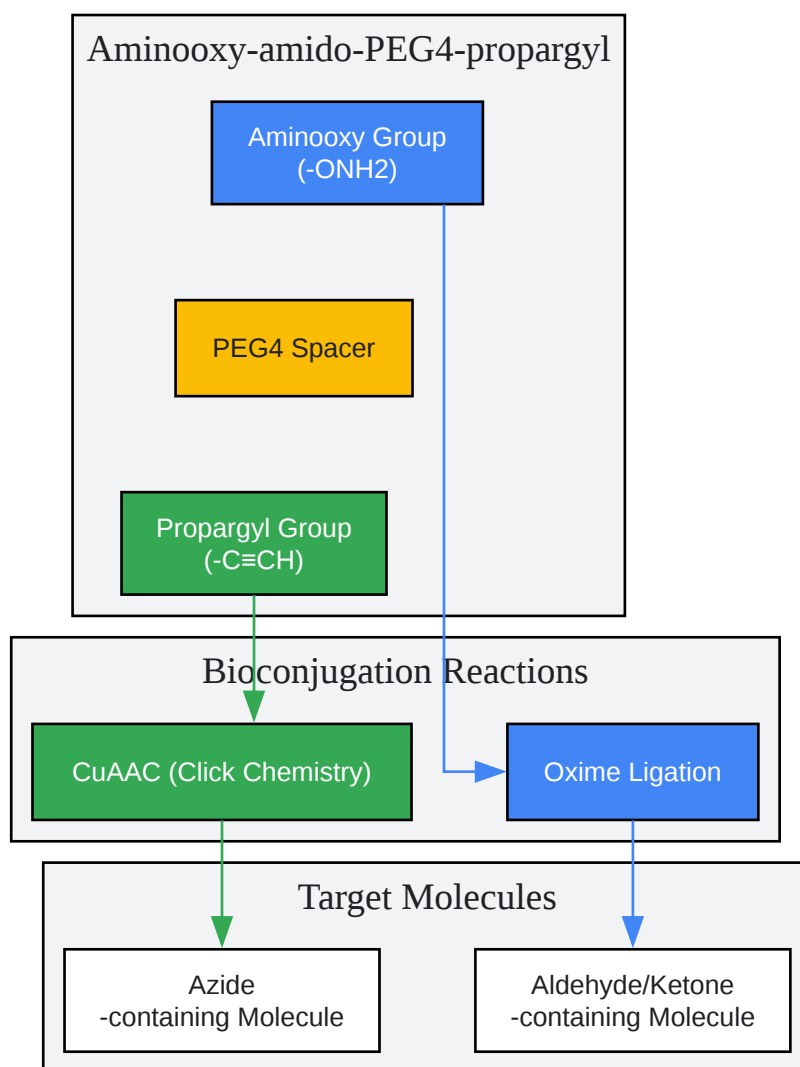 Aminooxy-amido-PEG4-propargyl
Aminooxy Group
(-ONH2)
PEG4 Spacer
Propargyl Group
(-C≡CH)
Bioconjugation Reactions
CuAAC (Click Chemistry)
Oxime Ligation
Target Molecules
Azide
-containing Molecule
Aldehyde/Ketone
-containing Molecule